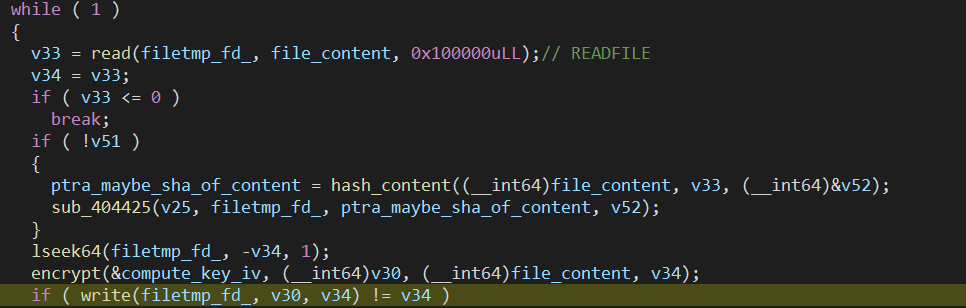 while ( 1 )
{
v33 = read(filetmp_fd_, file_content, 0x100000uLL);// READFILE
v34 = v33;
if ( v33 <= 0 )
break;
if ( !v51 )
{
ptra_maybe_sha_of_content = hash_content((__int64)file_content, v33, (__int64)&v52);
sub_404425(v25, filetmp_fd_, ptra_maybe_sha_of_content, v52);
}
lseek64(filetmp_fd_, -v34, 1);
encrypt(&compute_key_iv, (__int64)v30, (__int64)file_content, v34);
if ( write(filetmp_fd_, v30, v34) != v34 )